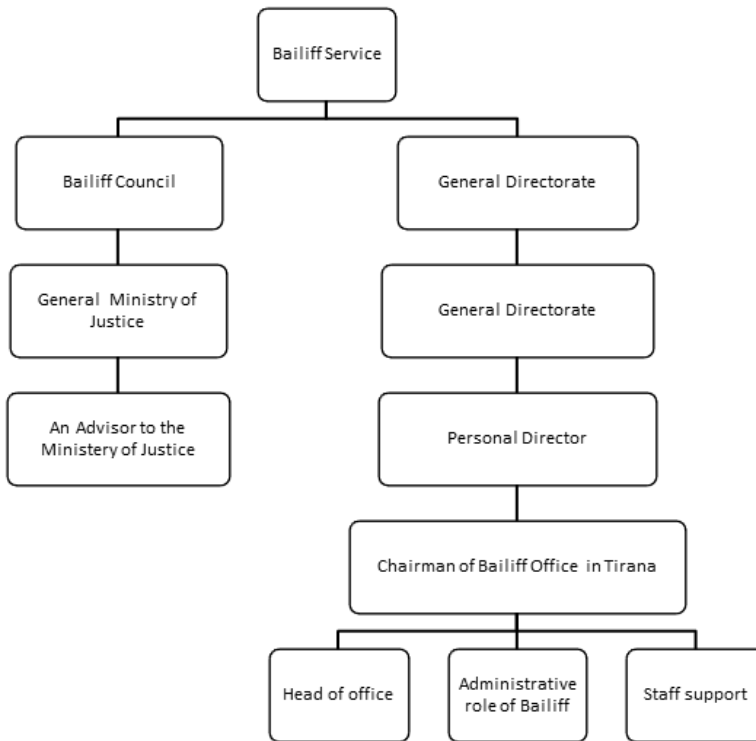 Bailiff Service
Bailiff Council
General Directorate
General Ministry of
Justice
General Directorate
An Advisor to the
Ministery of Justice
Personal Director
Chairman of Bailiff Office in Tirana
Head of office
Administrative
role of Bailiff
Staff support